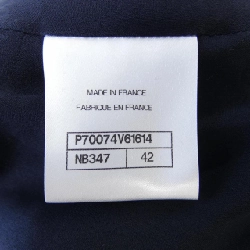 MADE IN FRANCE
FABRIQUE EN FRANCE
P70074V61614
NB347 42